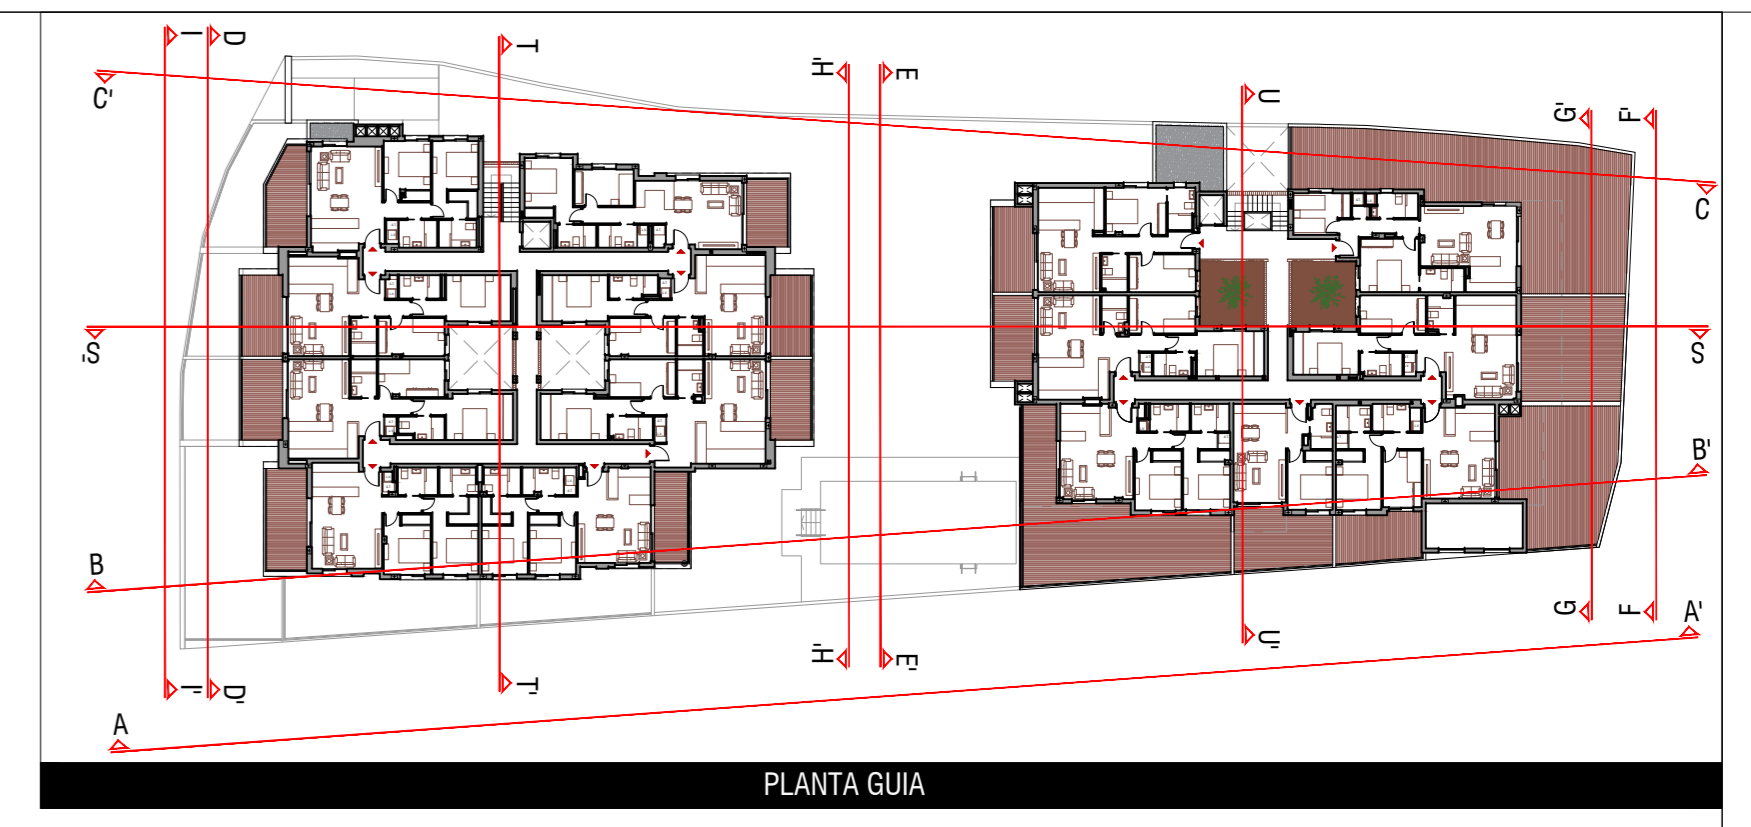 I D T 'H E U G' F'
C' C
'S S
B B'
G F A'
I' D' T' 'H E' U'
A
PLANTA GUIA